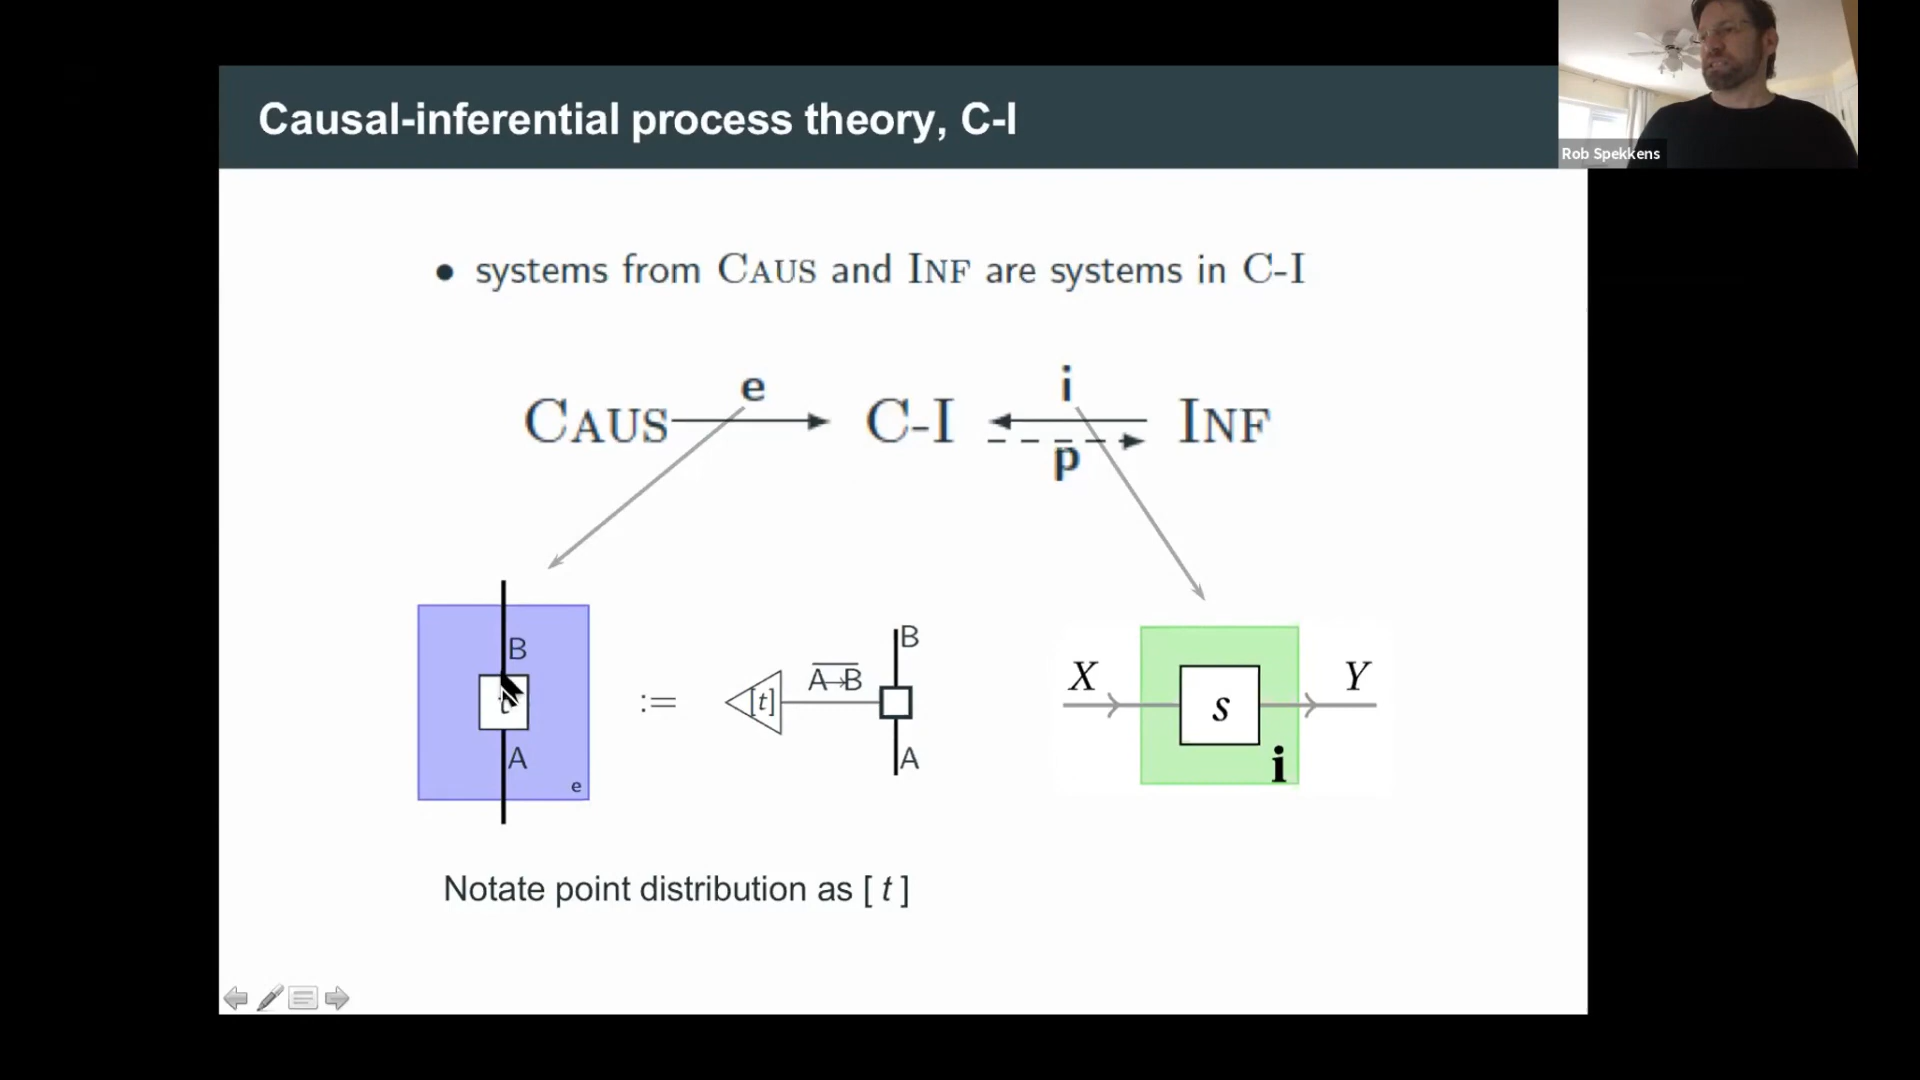 Causal-inferential process theory, C-I
Rob Spekkens
• systems from CAUS and INF are systems in C-I
e
i
CAUS
C-I
INF
p
B
t
A
e
:=
[t]
A→B
B
A
X
s
Y
i
Notate point distribution as [ t ]